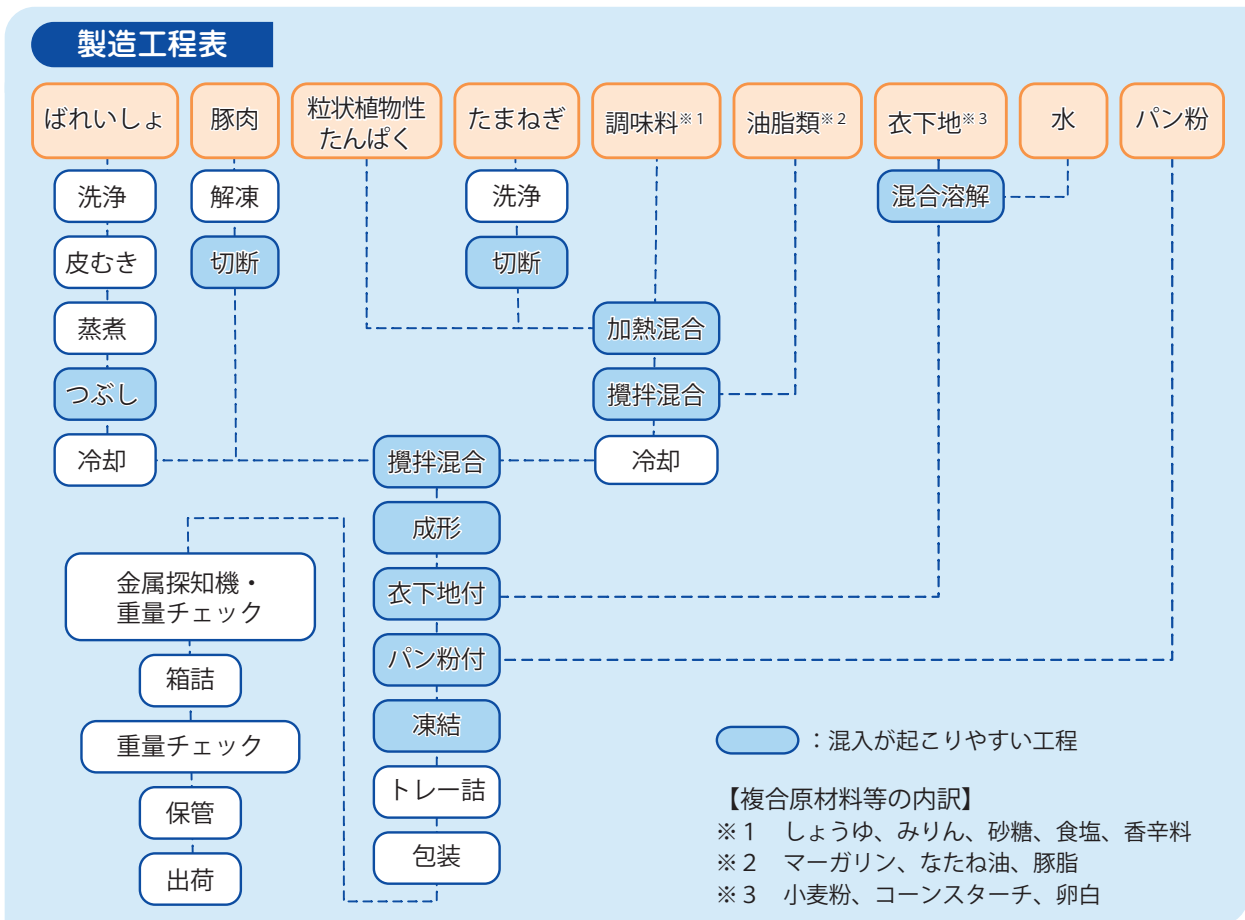 製造工程表
ばれいしょ
豚肉
粒状植物性
たんぱく
たまねぎ
調味料※1
油脂類※2
衣下地※3
水
パン粉
洗浄
解凍
洗浄
混合溶解
皮むき
切断
切断
蒸煮
加熱混合
つぶし
攪拌混合
冷却
攪拌混合
冷却
成形
衣下地付
パン粉付
凍結
トレー詰
包装
金属探知機・
重量チェック
箱詰
重量チェック
保管
出荷
：混入が起こりやすい工程
【複合原材料等の内訳】
※1 しょうゆ、みりん、砂糖、食塩、香辛料
※2 マーガリン、なたね油、豚脂
※3 小麦粉、コーンスターチ、卵白